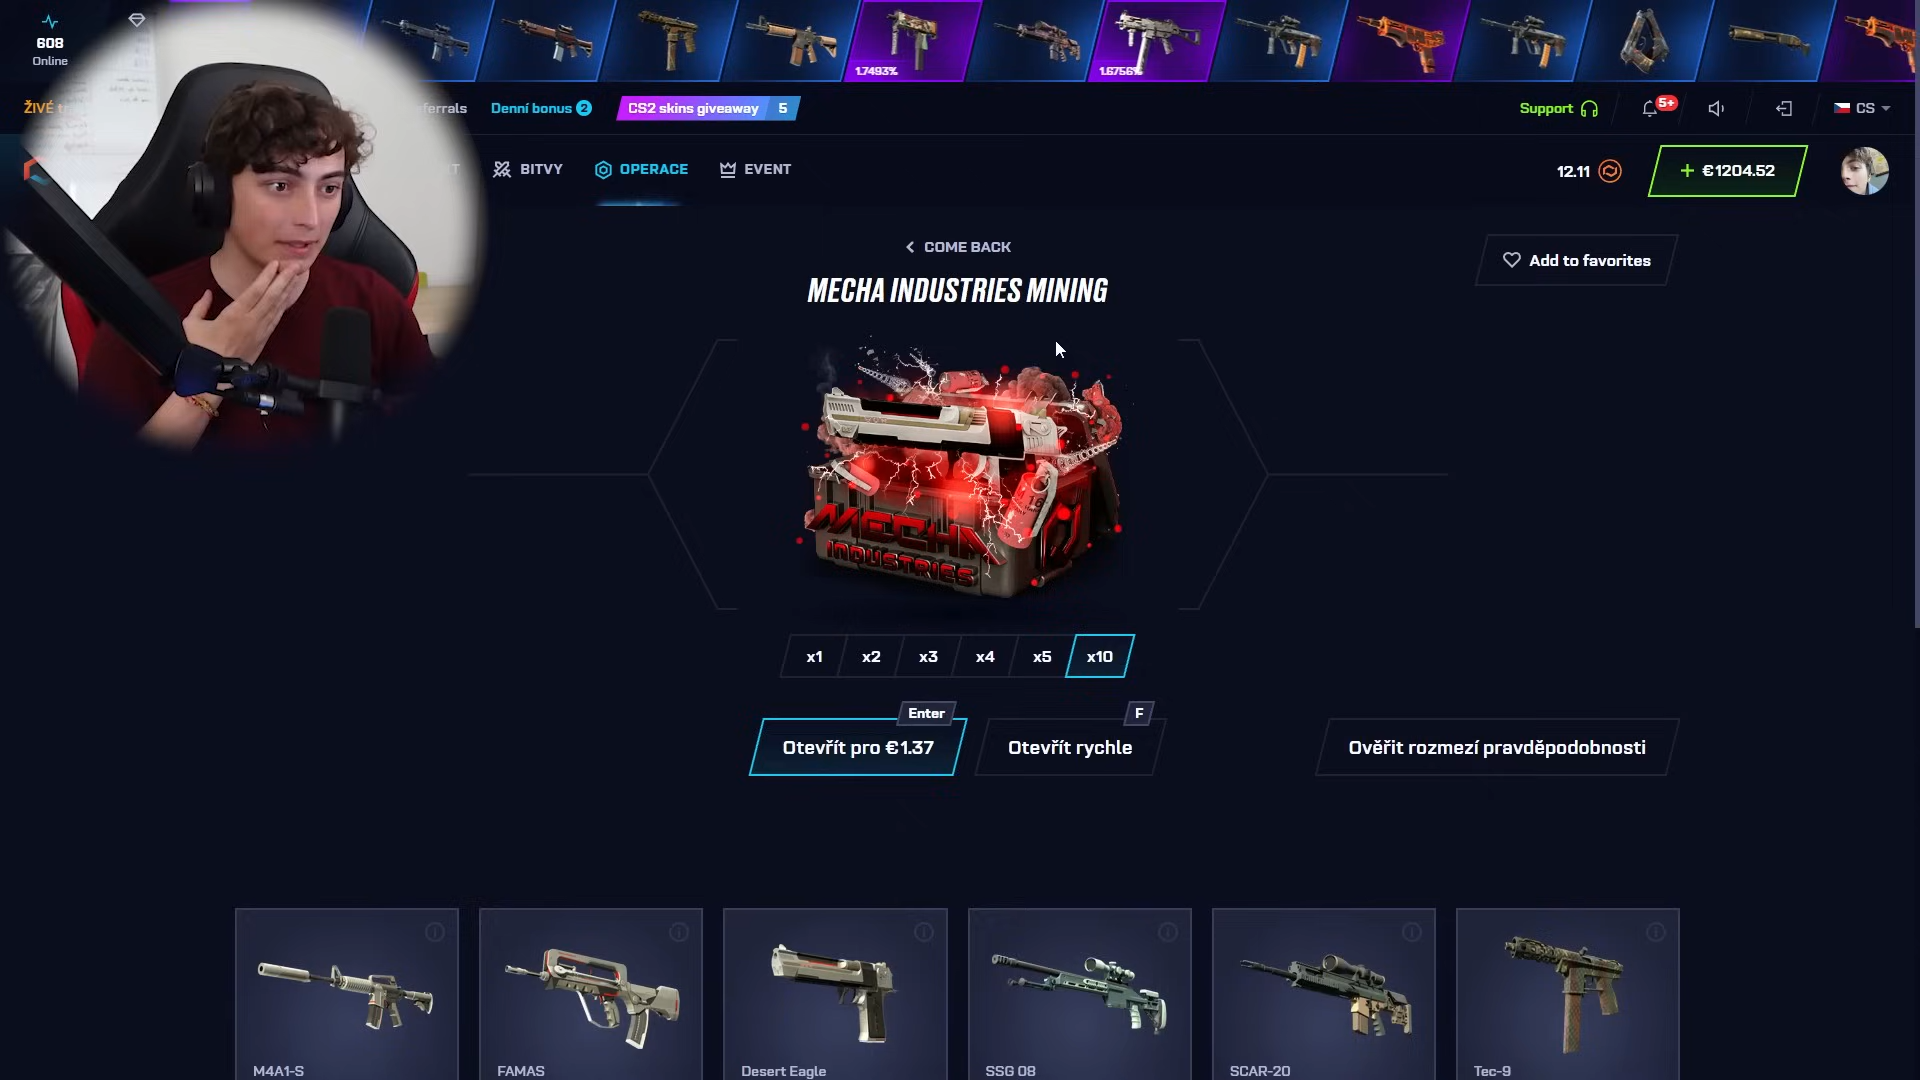 608
Online
1.7493%
1.6756%
ŽIVÉ
eferrals
Denní bonus 2
CS2 skins giveaway 5
Support
5+
CS
BITVY
OPERACE
EVENT
12.11
+ €1204.52
COME BACK
Add to favorites
MECHA INDUSTRIES MINING
MECHA
INDUSTRIES
x1
x2
x3
x4
x5
x10
Enter
F
Otevřít pro €1.37
Otevřít rychle
Ověřit rozmezí pravděpodobnosti
M4A1-S
FAMAS
Desert Eagle
SSG 08
SCAR-20
Tec-9